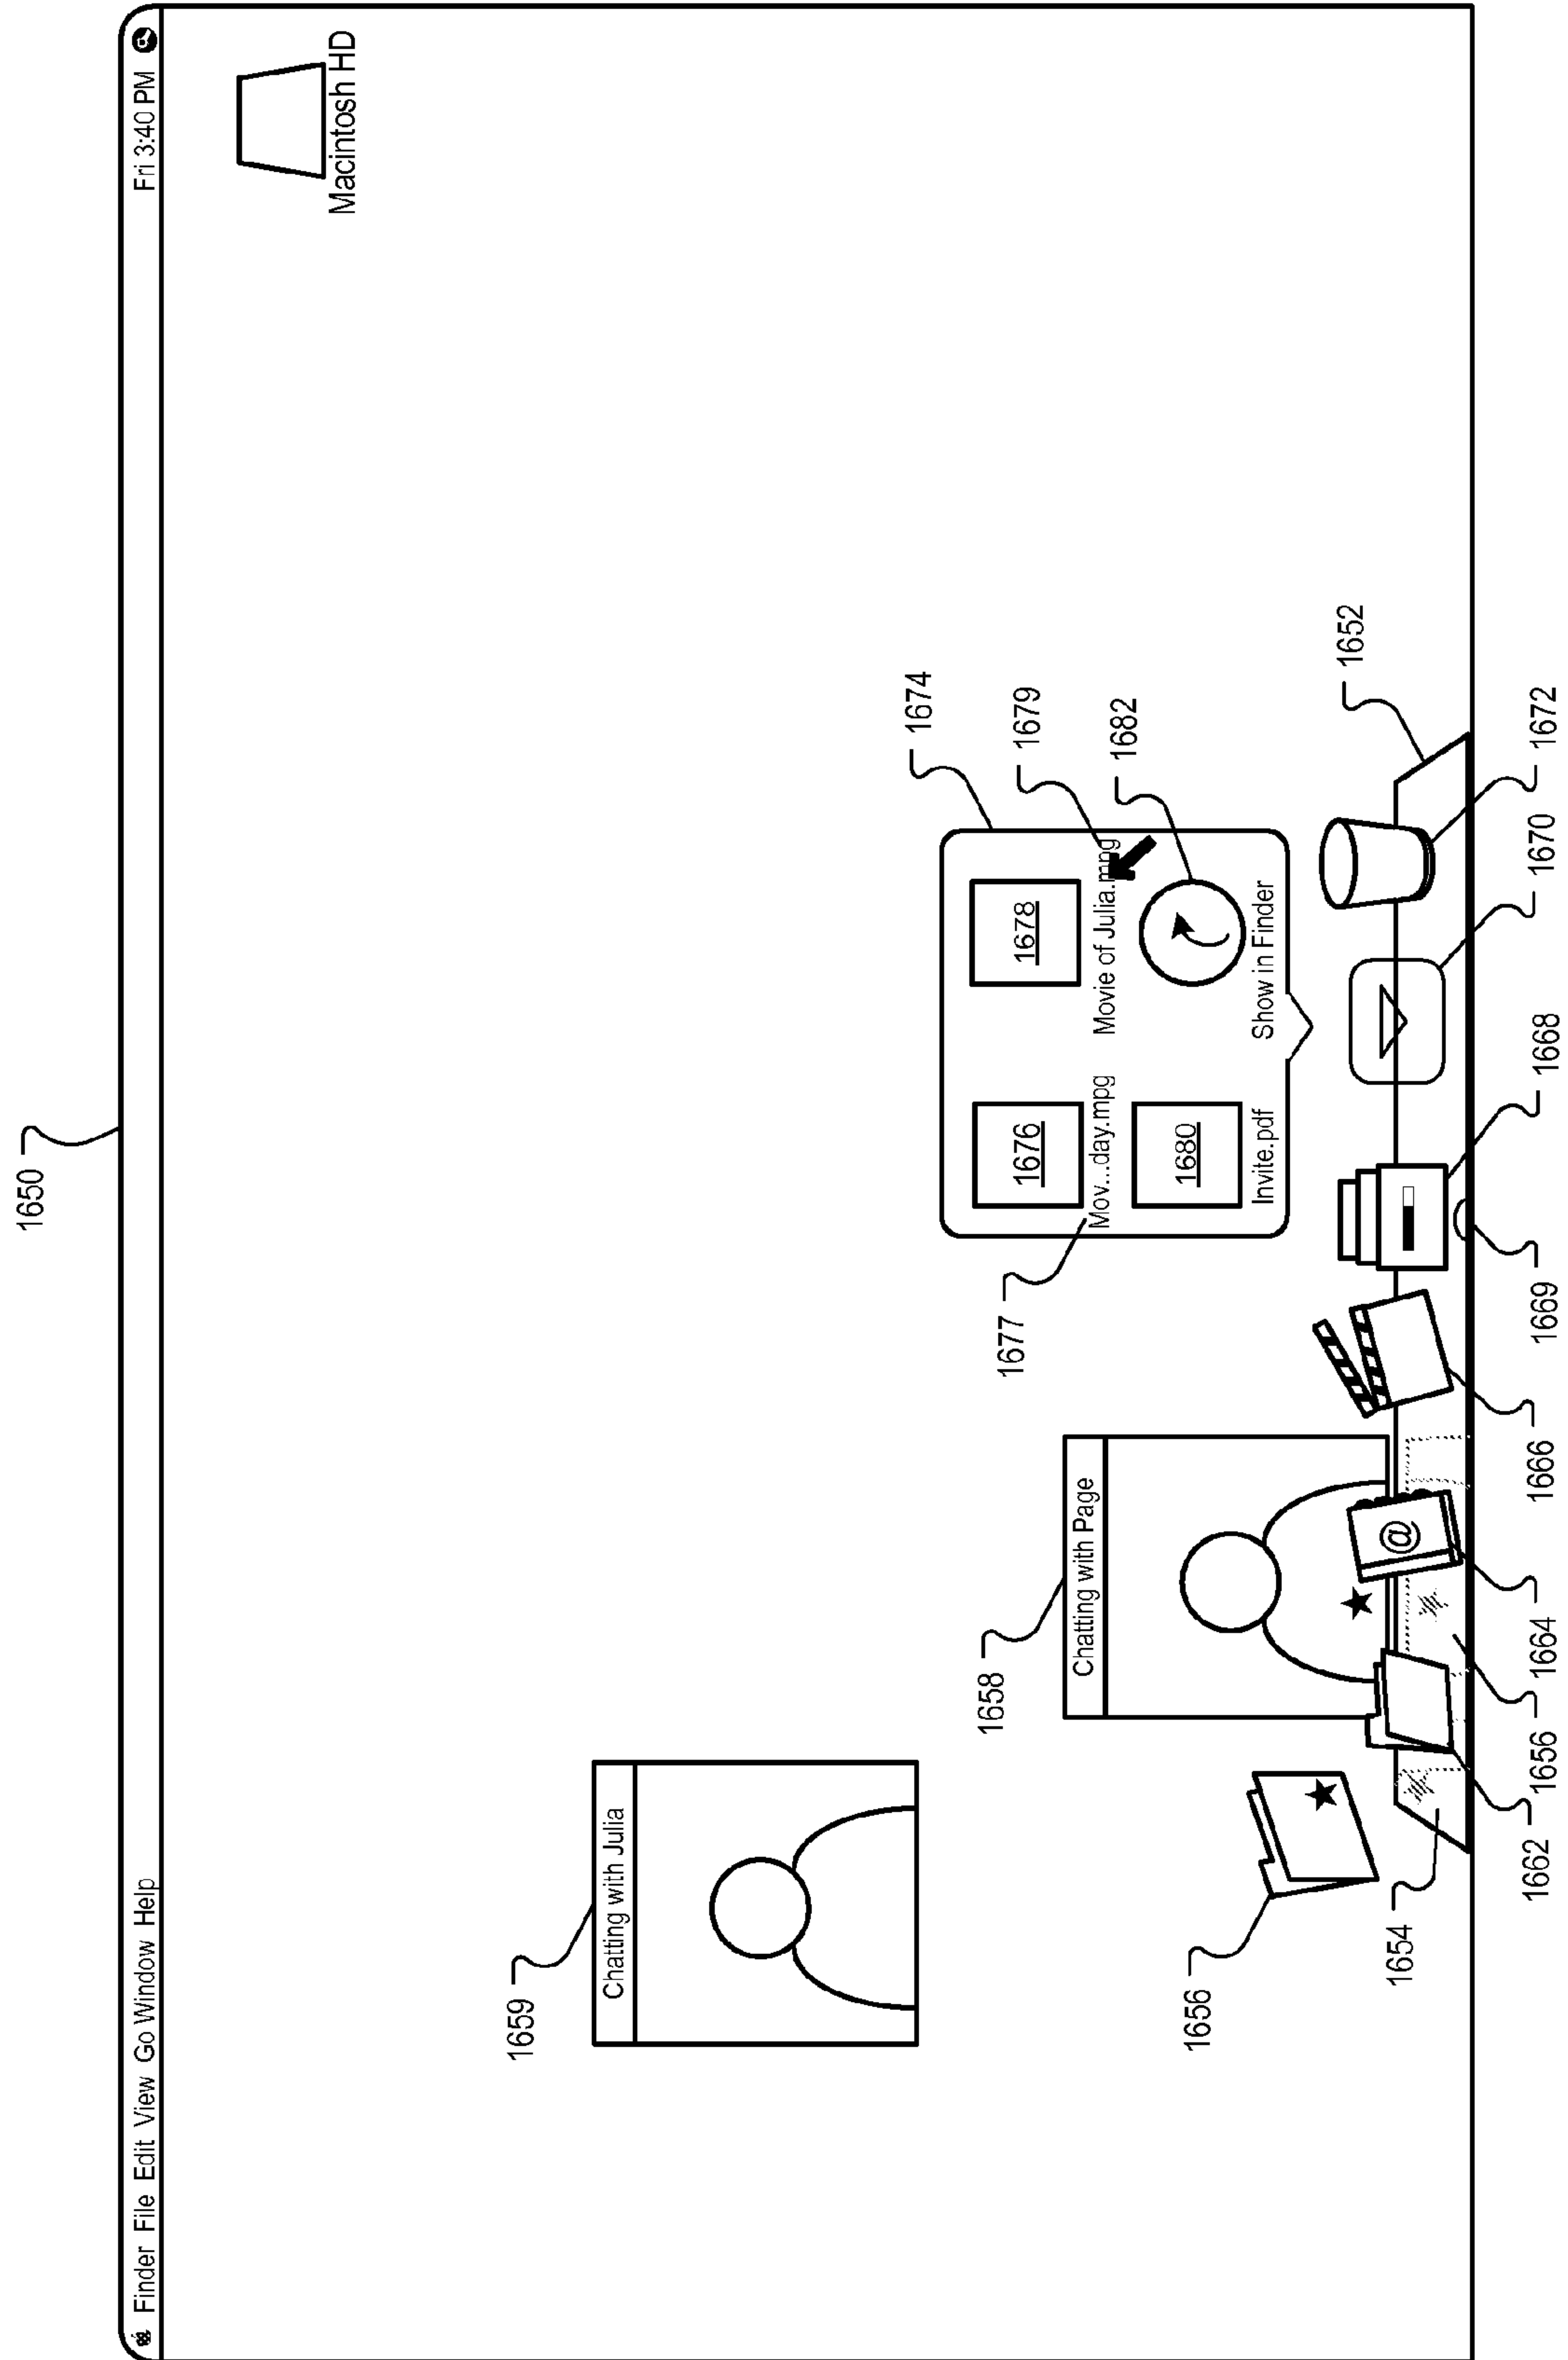 1650
Finder File Edit View Go Window Help
Fri 3:40 PM
Macintosh HD
1659
Chatting with Julia
1658
Chatting with Page
1656
1674
1676
1678
1677
Mov...day.mpg
Movie of Julia.mpg
1679
1680
1682
Invite.pdf
Show in Finder
1652
@
1654
1662
1656
1664
1666
1669
1668
1670
1672